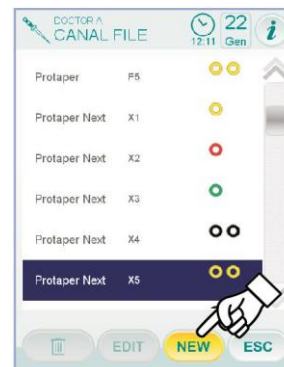 DOCTOR A
CANAL FILE
12:11
22
Gen
i
Protaper F5
Protaper Next X1
Protaper Next X2
Protaper Next X3
Protaper Next X4
Protaper Next X5
EDIT NEW ESC